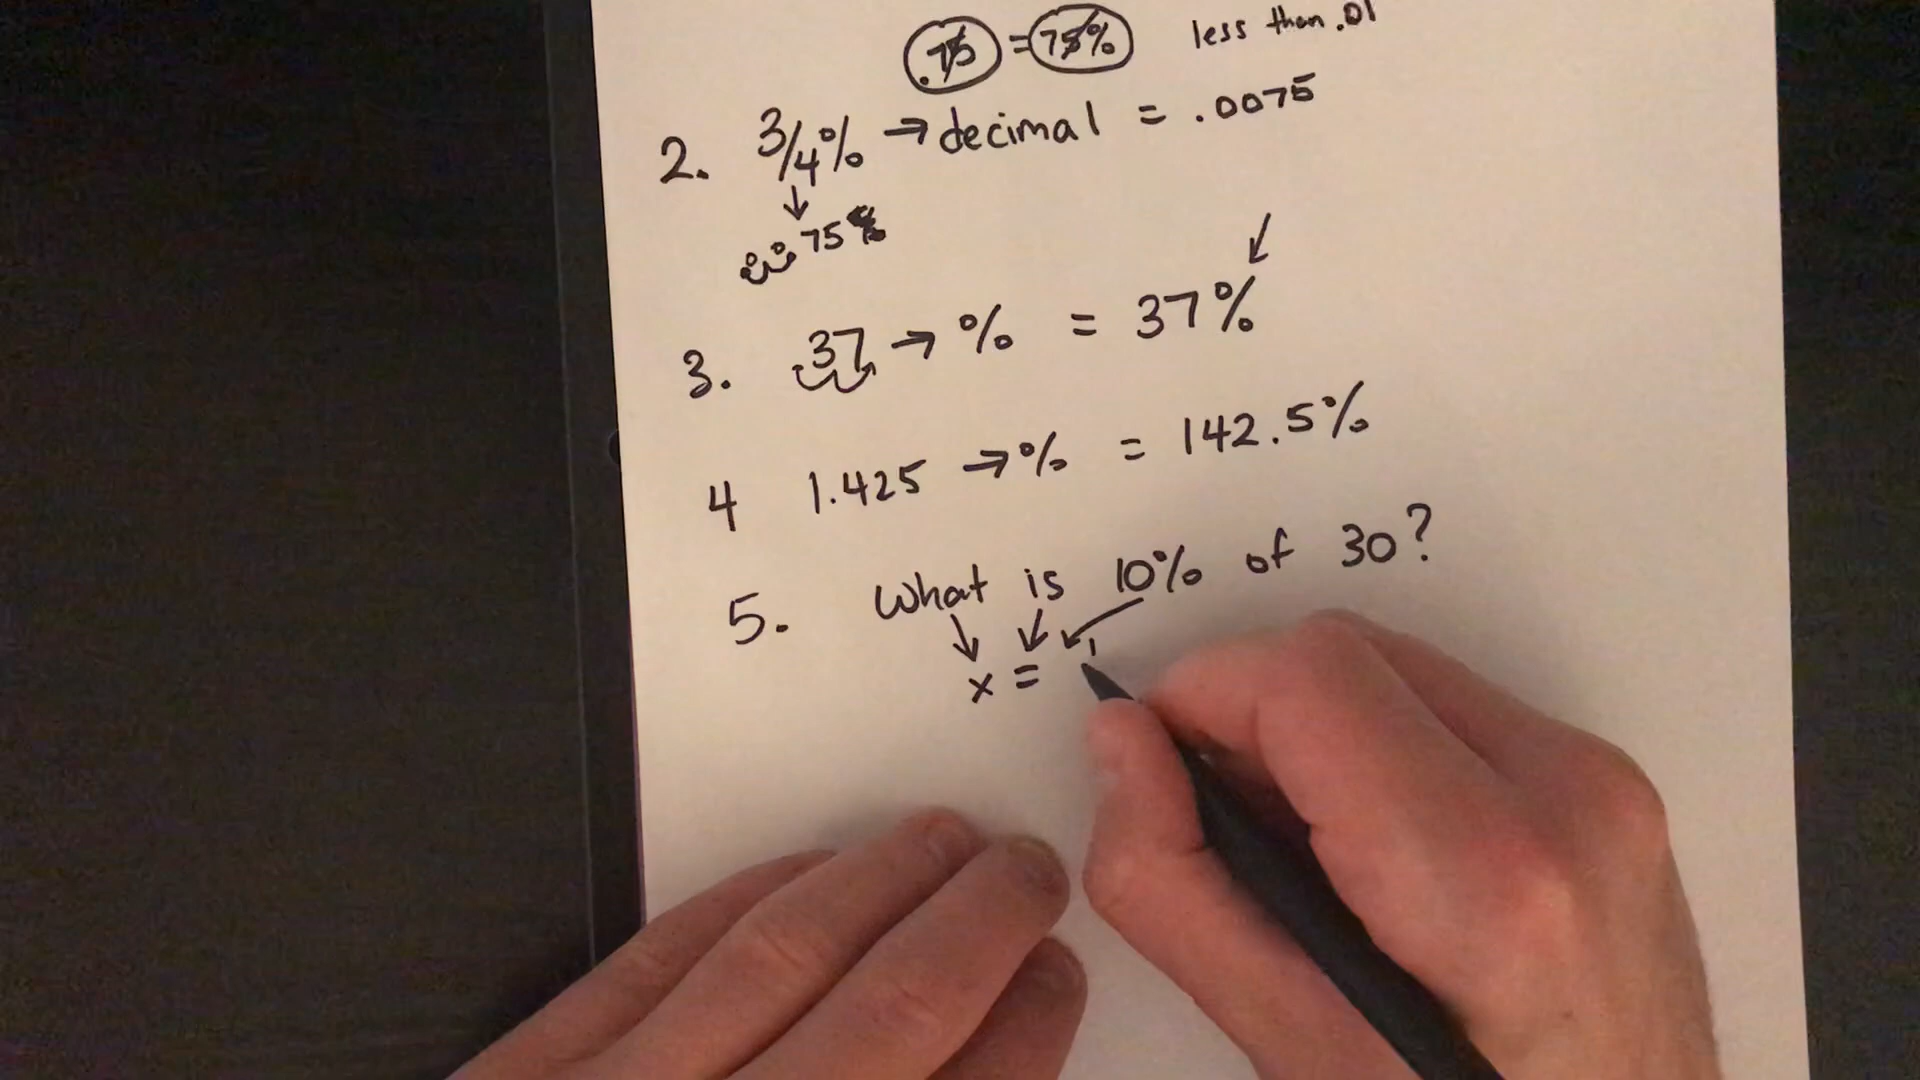 .75 = 75% less than .01
2. 3/4% → decimal = .0075
75%
3. .37 → % = 37%
4 1.425 → % = 142.5%
5. What is 10% of 30?
x =